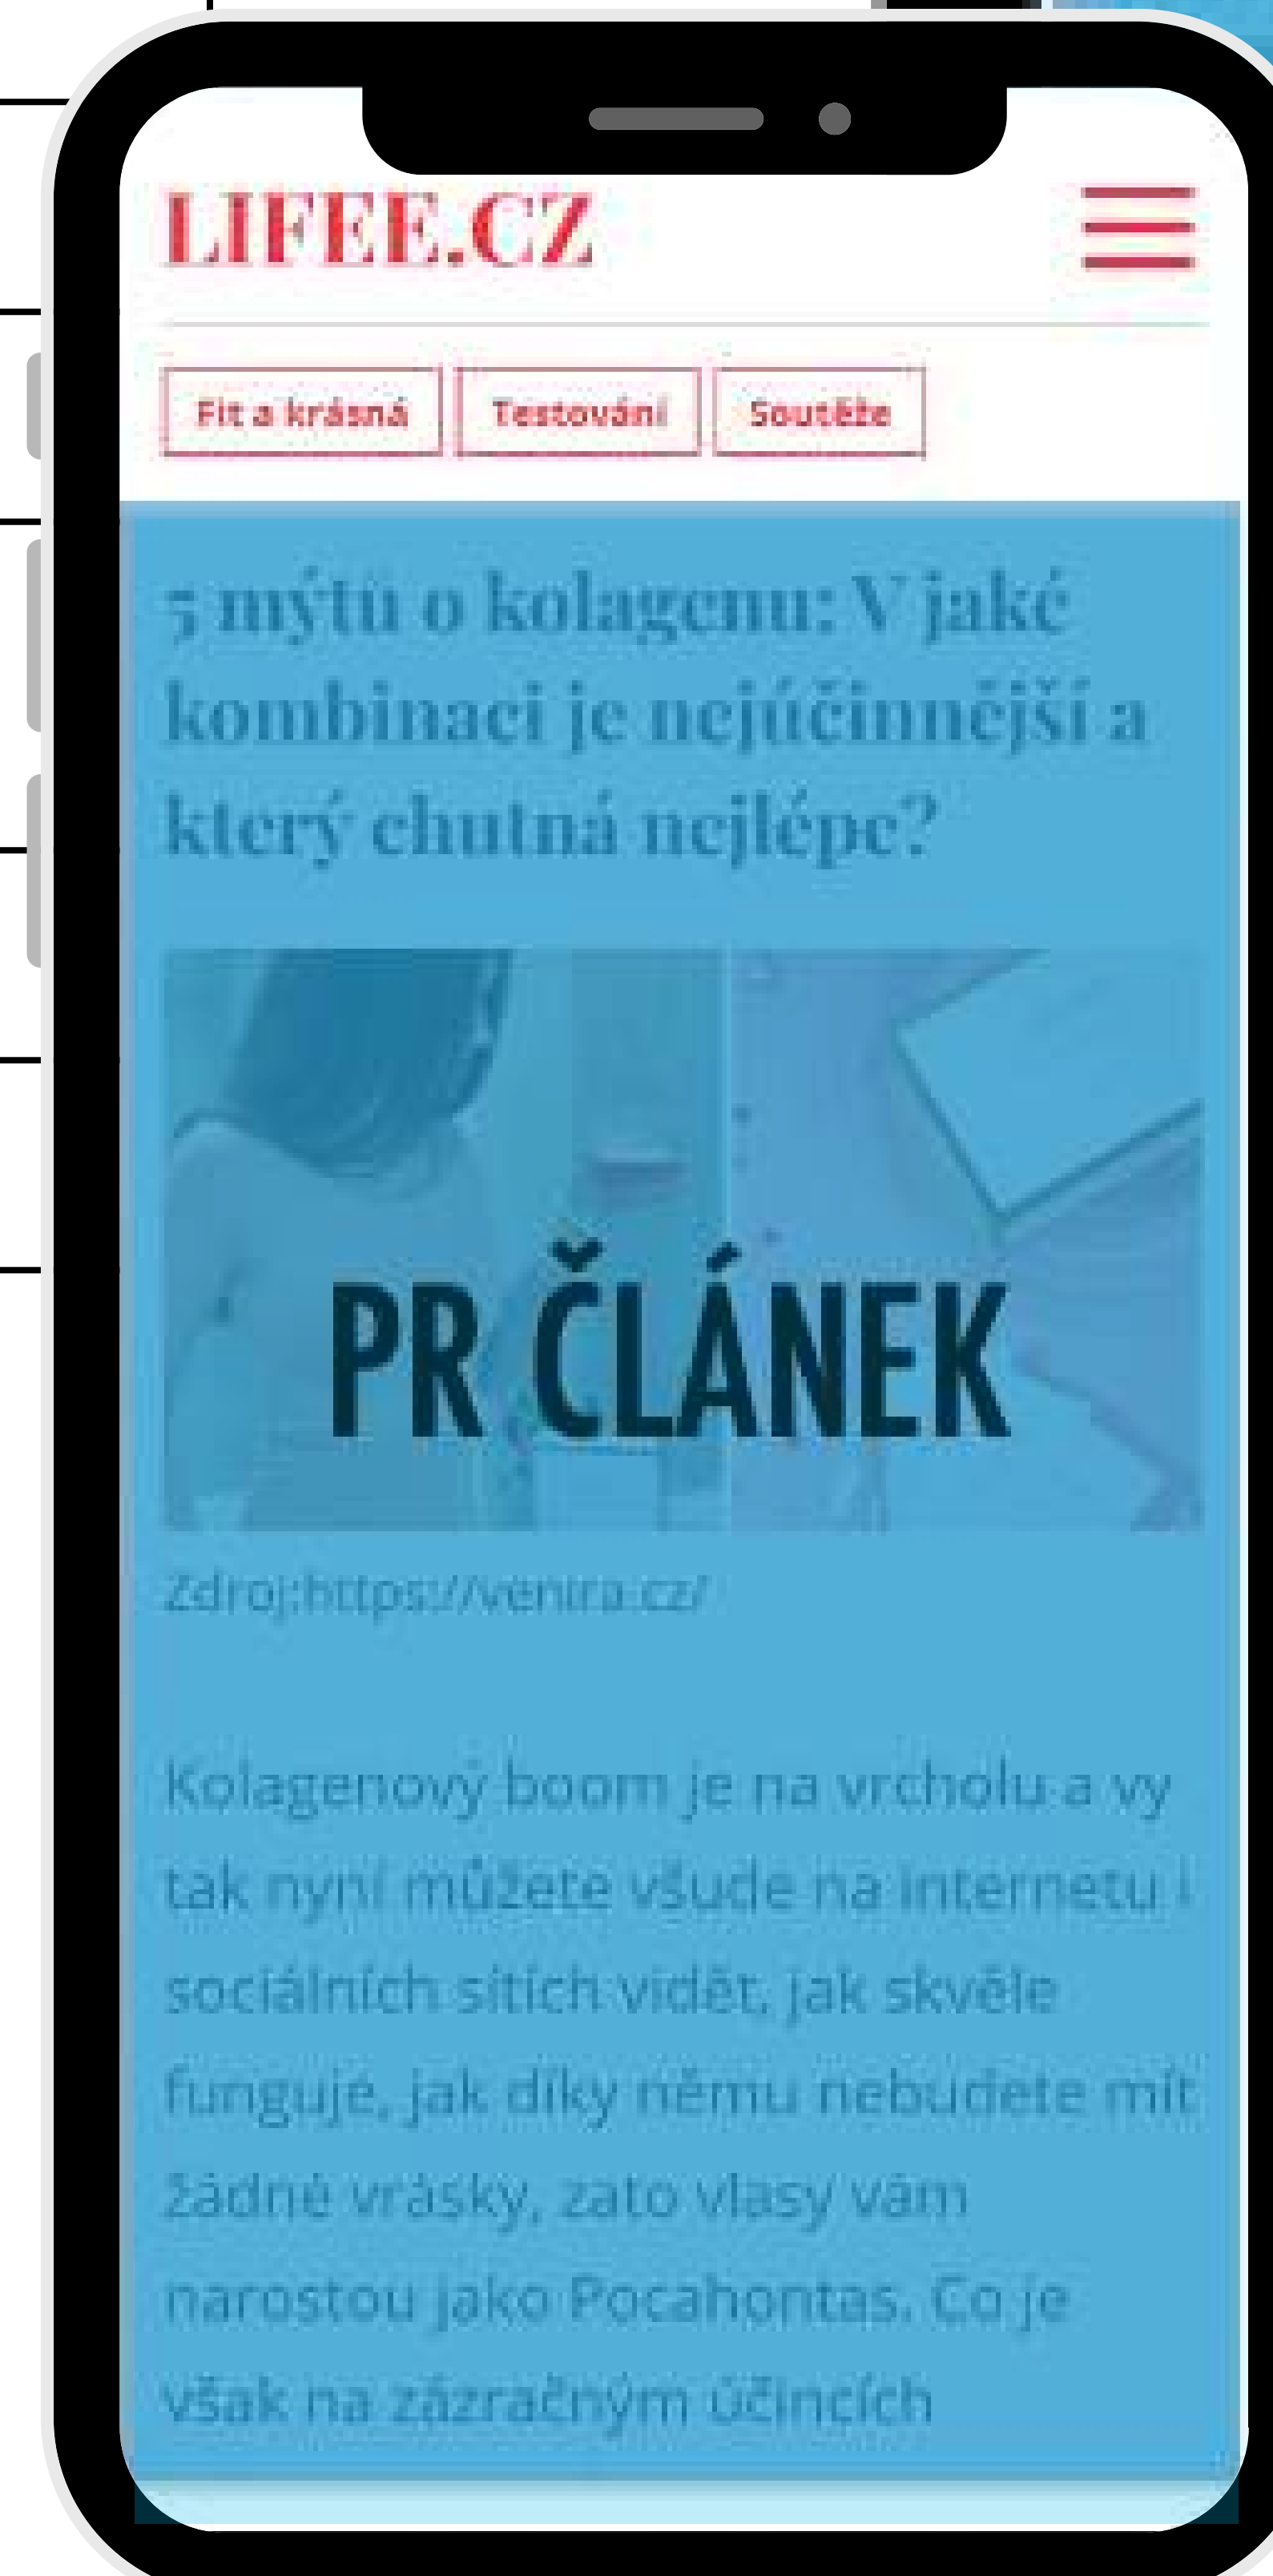 LIFEE.CZ
Fit a krásná
Testování
Soutěže
5 mýtů o kolagenu: V jaké
kombinaci je nejúčinnější a
který chutná nejlépe?
PR ČLÁNEK
Zdroj:https://venira.cz/
Kolagenový boom je na vrcholu a vy
tak nyní můžete všude na internetu i
sociálních sítích vidět, jak skvěle
funguje, jak díky němu nebudete mít
žádné vrásky, zato vlasy vám
narostou jako Pocahontas. Co je
však na zázračným účincích